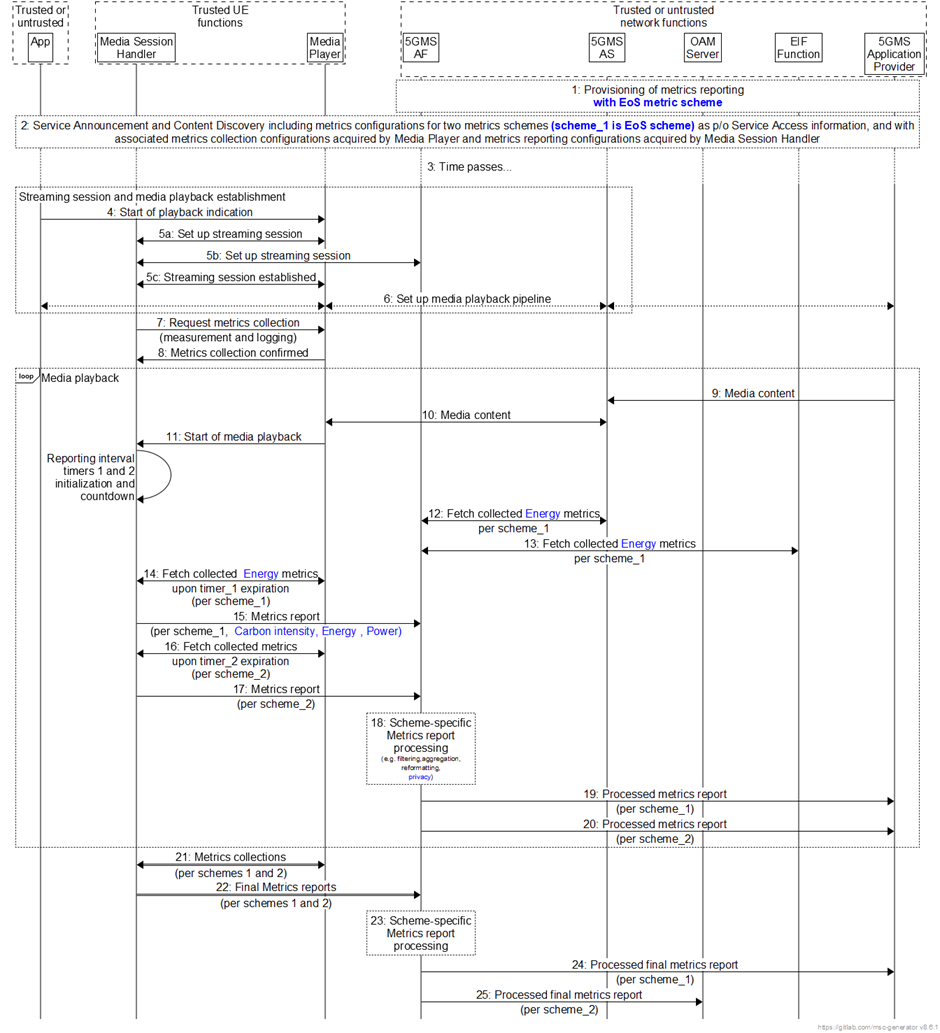 Trusted or
untrusted
Trusted UE
functions
Trusted or untrusted
network functions
App
Media Session
Handler
Media
Player
5GMS
AF
5GMS
AS
OAM
Server
EIF
Function
5GMS
Application
Provider
1: Provisioning of metrics reporting
with EoS metric scheme
2: Service Announcement and Content Discovery including metrics configurations for two metrics schemes (scheme_1 is EoS scheme) as p/o Service Access information, and with
associated metrics collection configurations acquired by Media Player and metrics reporting configurations acquired by Media Session Handler
3: Time passes...
Streaming session and media playback establishment
4: Start of playback indication
5a: Set up streaming session
5b: Set up streaming session
5c: Streaming session established
6: Set up media playback pipeline
7: Request metrics collection
(measurement and logging)
8: Metrics collection confirmed
loop
Media playback
9: Media content
10: Media content
11: Start of media playback
Reporting interval
timers 1 and 2
initialization and
countdown
12: Fetch collected Energy metrics
per scheme_1
13: Fetch collected Energy metrics
per scheme_1
14: Fetch collected Energy metrics
upon timer_1 expiration
(per scheme_1)
15: Metrics report
(per scheme_1, Carbon intensity, Energy , Power)
16: Fetch collected metrics
upon timer_2 expiration
(per scheme_2)
17: Metrics report
(per scheme_2)
18: Scheme-specific
Metrics report
processing
(e.g. filtering,aggregation,
reformatting,
privacy)
19: Processed metrics report
(per scheme_1)
20: Processed metrics report
(per scheme_2)
21: Metrics collections
(per schemes 1 and 2)
22: Final Metrics reports
(per schemes 1 and 2)
23: Scheme-specific
Metrics report
processing
24: Processed final metrics report
(per scheme_1)
25: Processed final metrics report
(per scheme_2)
https://gitlab.com/msc-generator v8.6.1